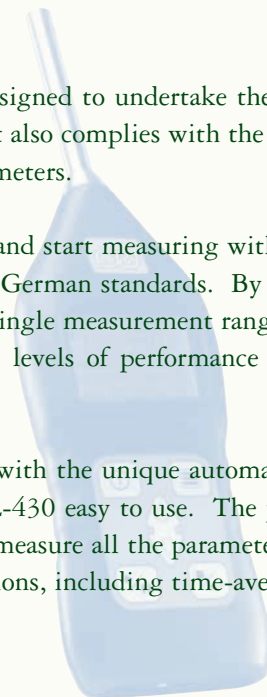 signed to undertake the
also complies with the
meters.
and start measuring with
German standards. By
ingle measurement rang
levels of performance
with the unique automa
-430 easy to use. The
measure all the paramete
ons, including time-ave